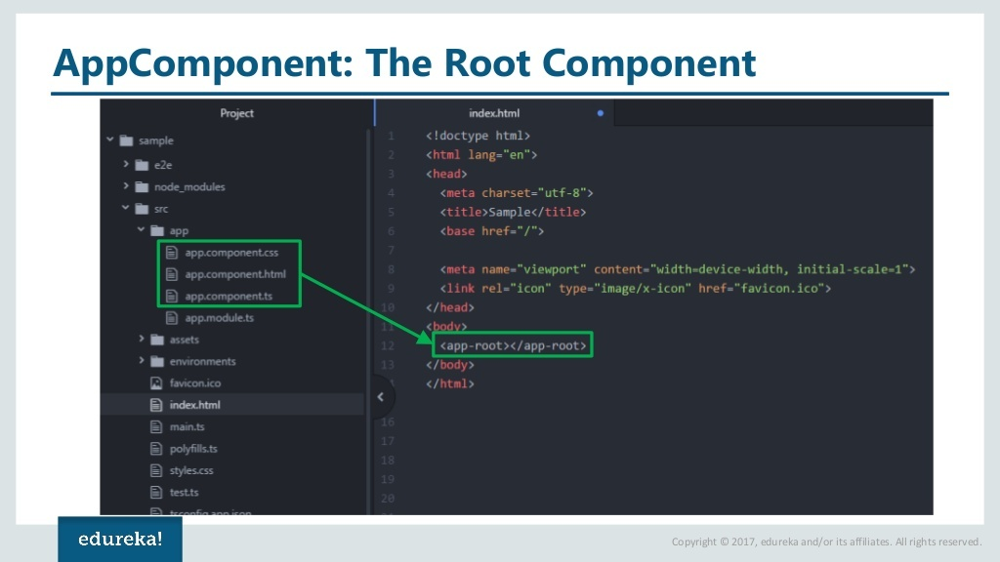 AppComponent: The Root Component
Project
sample
e2e
node_modules
src
app
app.component.css
app.component.html
app.component.ts
app.module.ts
assets
environments
favicon.ico
index.html
main.ts
polyfills.ts
styles.css
test.ts
tsconfig.app.json
index.html
1 <!doctype html>
2 <html lang="en">
3 <head>
4 <meta charset="utf-8">
5 <title>Sample</title>
6 <base href="/">
7
8 <meta name="viewport" content="width=device-width, initial-scale=1">
9 <link rel="icon" type="image/x-icon" href="favicon.ico">
10 </head>
11 <body>
12 <app-root></app-root>
13 </body>
</html>
16
17
18
19
20
edureka!
Copyright © 2017, edureka and/or its affiliates. All rights reserved.